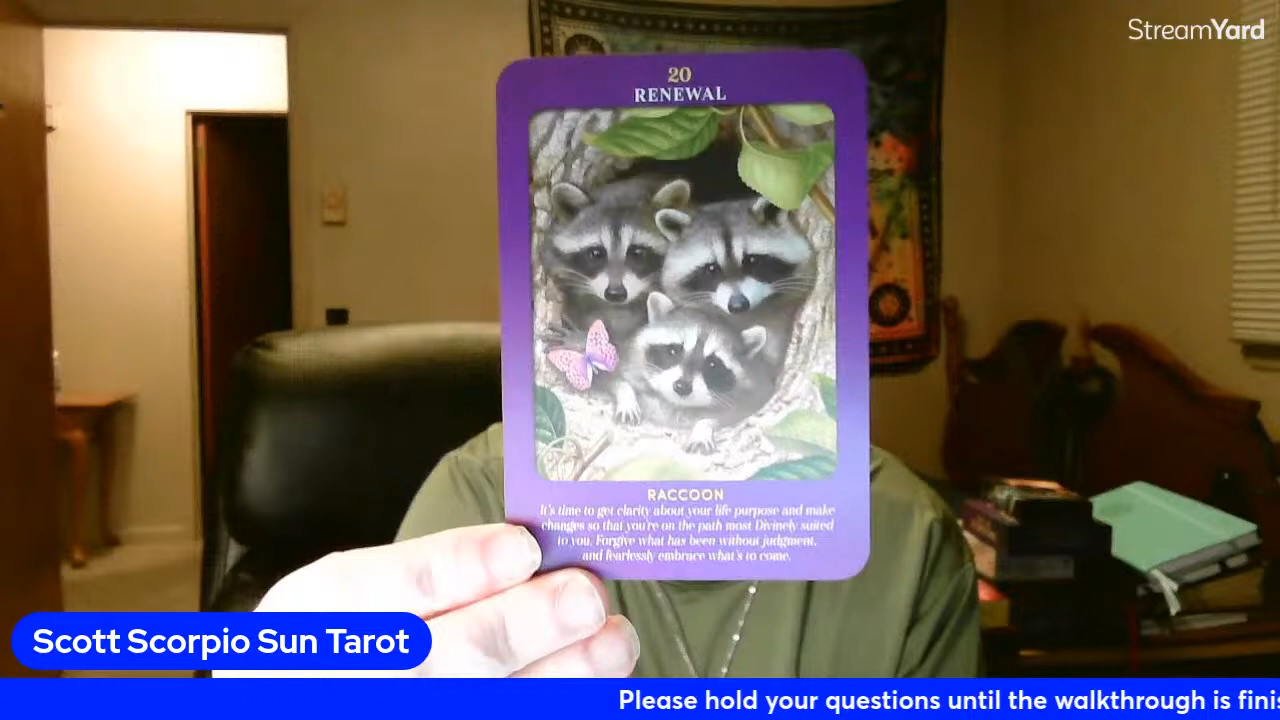 StreamYard
20
RENEWAL
RACCOON
It's time to get clarity about your life purpose and make
changes so that you're on the path most Divinely suited
to you. Forgive what has been without judgment,
and fearlessly embrace what's to come.
Scott Scorpio Sun Tarot
Please hold your questions until the walkthrough is finis